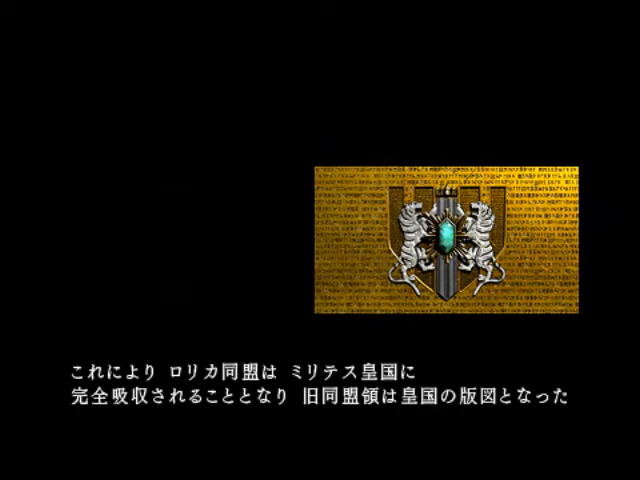 これにより ロリカ同盟は ミリテス皇国に
完全吸収されることとなり 旧同盟領は皇国の版図となった